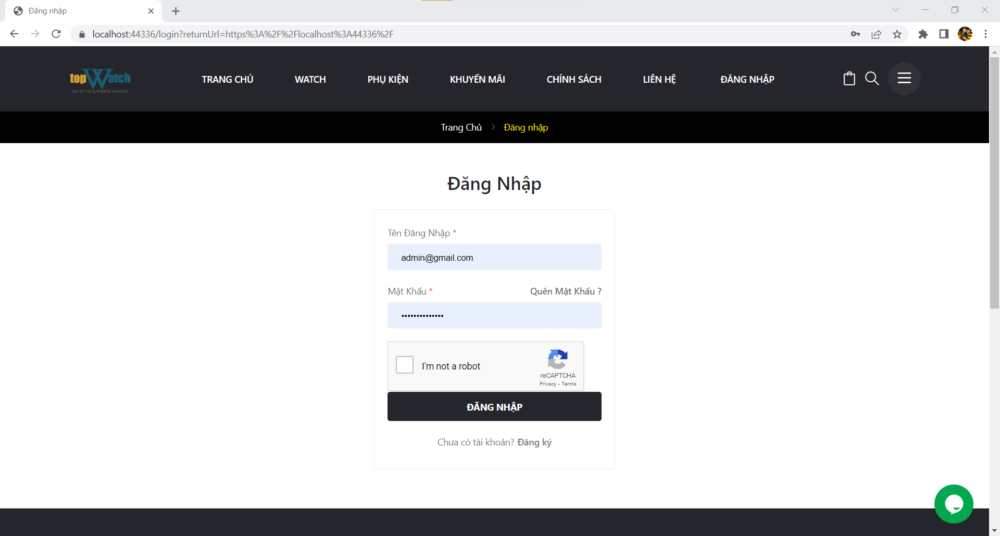 Đăng nhập
localhost:44336/login?returnUrl=https%3A%2F%2Flocalhost%3A44336%2F
topWatch
TOP OF THE AUTHENTIC WATCHES
TRANG CHỦ WATCH PHỤ KIỆN KHUYẾN MÃI CHÍNH SÁCH LIÊN HỆ ĐĂNG NHẬP
Trang Chủ > Đăng nhập
Đăng Nhập
Tên Đăng Nhập *
admin@gmail.com
Mật Khẩu * Quên Mật Khẩu ?
••••••••••••••
I'm not a robot
reCAPTCHA
Privacy - Terms
ĐĂNG NHẬP
Chưa có tài khoản? Đăng ký